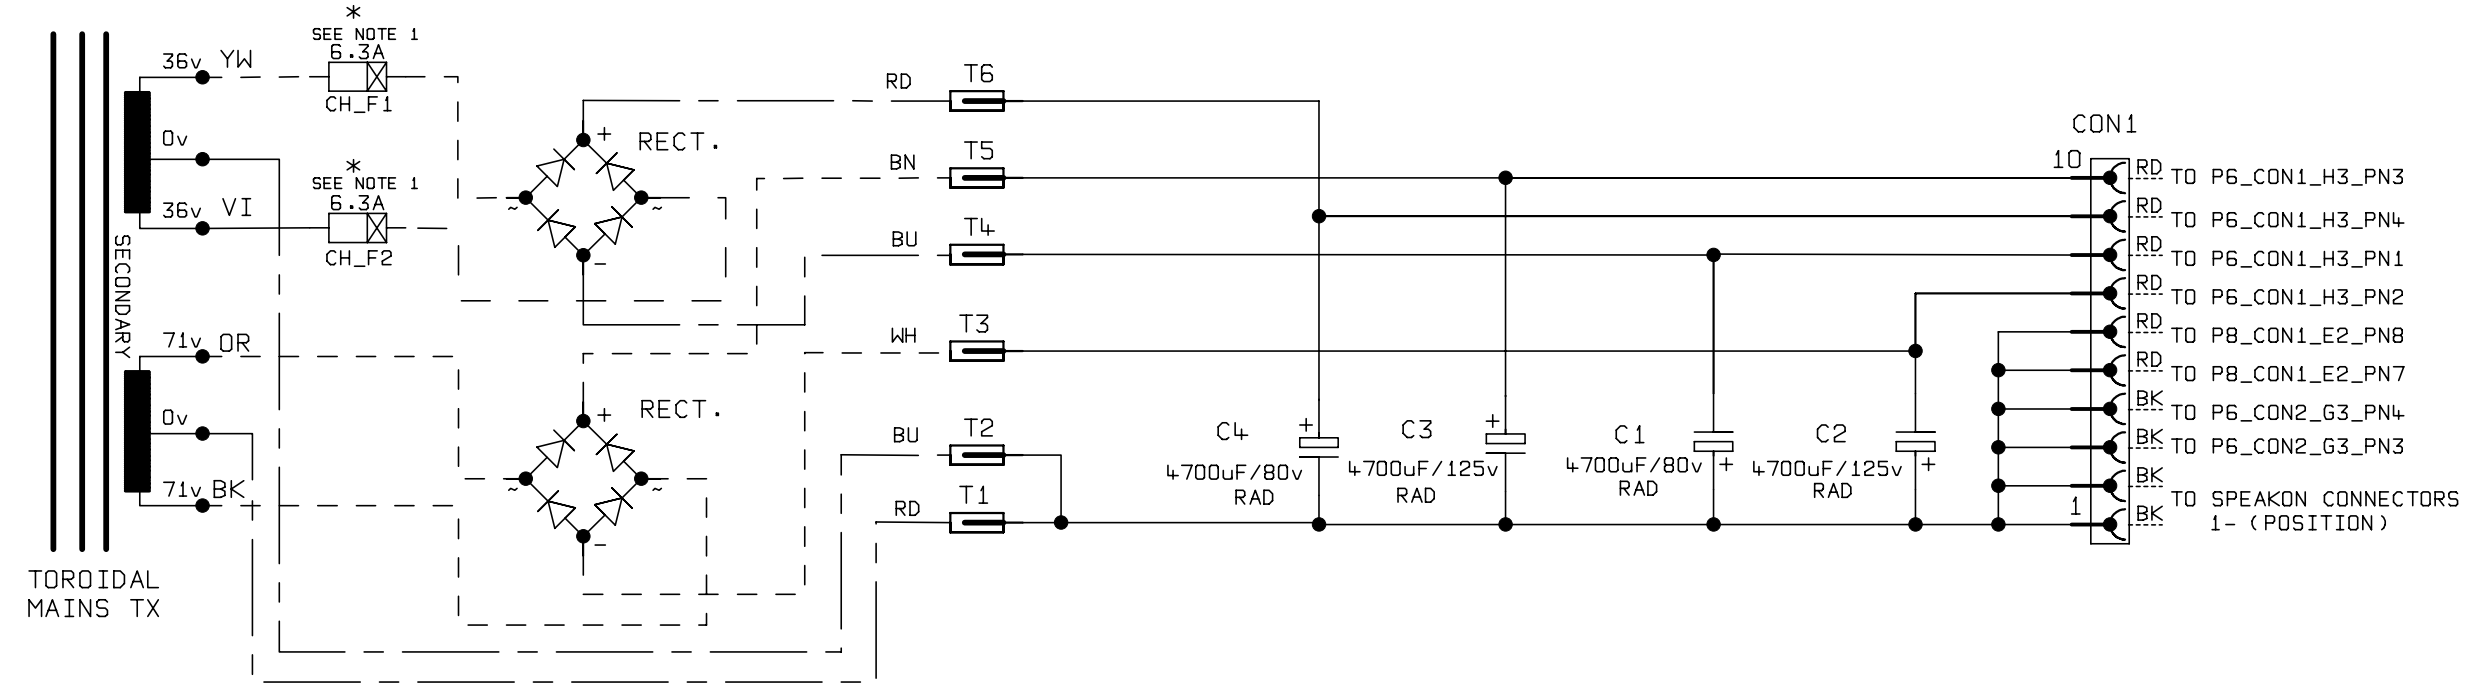 *
SEE NOTE 1
6.3A
CH_F1
36v YW
0v
*
SEE NOTE 1
6.3A
CH_F2
36v VI
SECONDARY
71v OR
0v
71v BK
TOROIDAL
MAINS TX
+ RECT.
~ ~
-
+ RECT.
~ ~
-
RD T6
BN T5
BU T4
WH T3
BU T2
RD T1
C4
+
4700uF/80v
RAD
C3
+
4700uF/125v
RAD
C1
4700uF/80v
+
RAD
C2
4700uF/125v
+
RAD
CON1
10 RD TO P6_CON1_H3_PN3
RD TO P6_CON1_H3_PN4
RD TO P6_CON1_H3_PN1
RD TO P6_CON1_H3_PN2
RD TO P8_CON1_E2_PN8
RD TO P8_CON1_E2_PN7
BK TO P6_CON2_G3_PN4
BK TO P6_CON2_G3_PN3
BK TO SPEAKON CONNECTORS
1 BK 1- (POSITION)